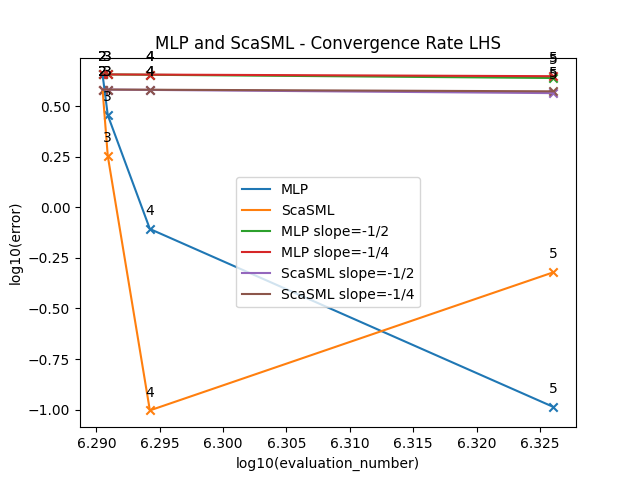 MLP and ScaSML - Convergence Rate LHS
2 3 4 5
2 3 4 5
3
3
4
4
5
5
MLP
ScaSML
MLP slope=-1/2
MLP slope=-1/4
ScaSML slope=-1/2
ScaSML slope=-1/4
0.50
0.25
0.00
−0.25
−0.50
−0.75
−1.00
log10(error)
6.290 6.295 6.300 6.305 6.310 6.315 6.320 6.325
log10(evaluation_number)